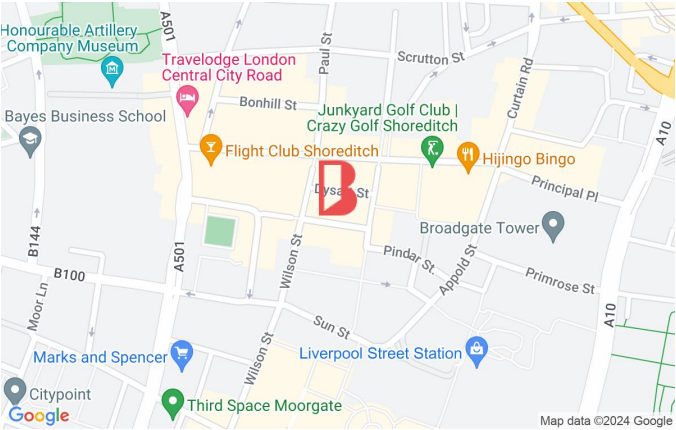 Honourable Artillery
Company Museum
A501
Travelodge London
Central City Road
Paul St
Scrutton St
Curtain Rd
A10
Bonhill St
Bayes Business School
Junkyard Golf Club |
Crazy Golf Shoreditch
Flight Club Shoreditch
Hijingo Bingo
Principal Pl
B
St
B144
A501
Wilson St
Broadgate Tower
Pindar St
Appold St
Primrose St
B100
Moor Ln
Sun St
A10
Marks and Spencer
Wilson St
Liverpool Street Station
Citypoint
Third Space Moorgate
Google
Map data ©2024 Google